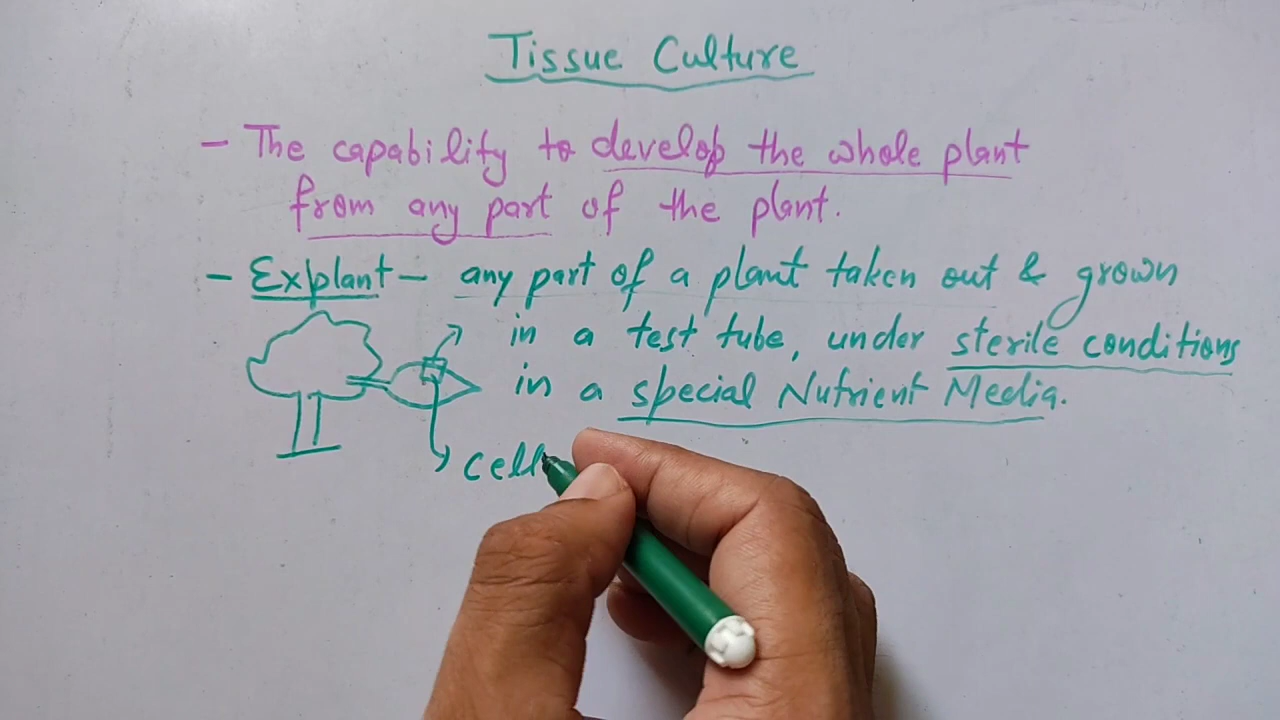 Tissue Culture
- The capability to develop the whole plant
from any part of the plant.
- Explant - any part of a plant taken out & grown
in a test tube, under sterile conditions
in a special Nutrient Media.
cell